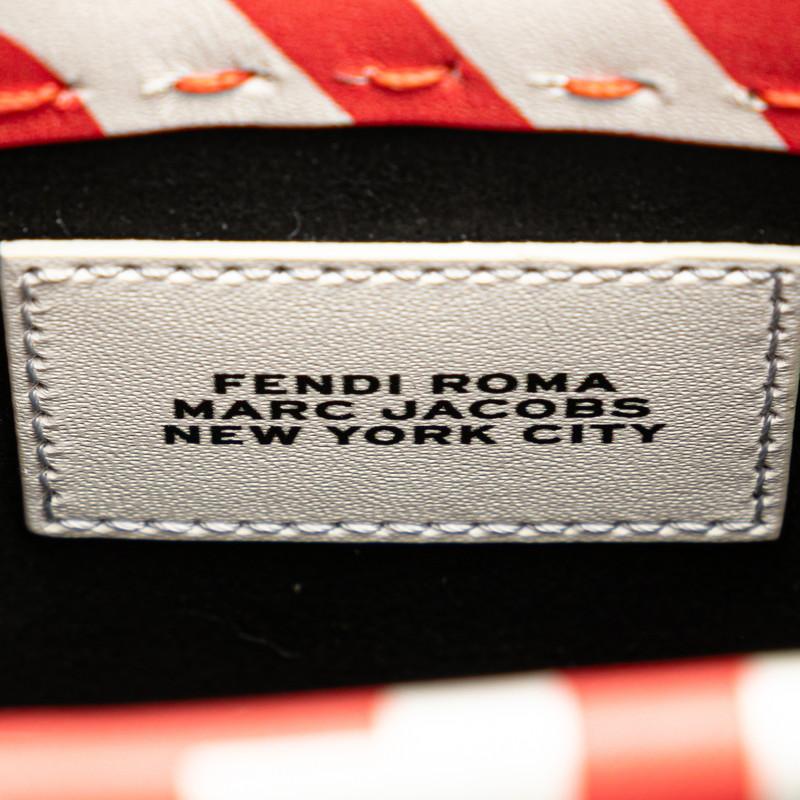 FENDI ROMA
MARC JACOBS
NEW YORK CITY